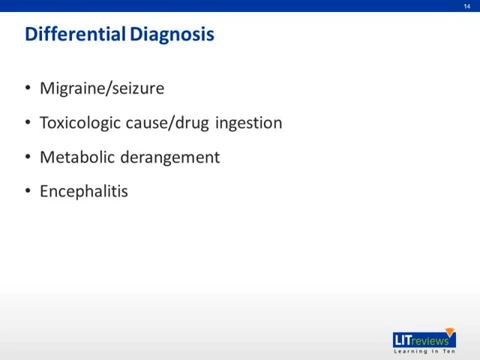 14
Differential Diagnosis
• Migraine/seizure
• Toxicologic cause/drug ingestion
• Metabolic derangement
• Encephalitis
LITreviews
Learning in Ten